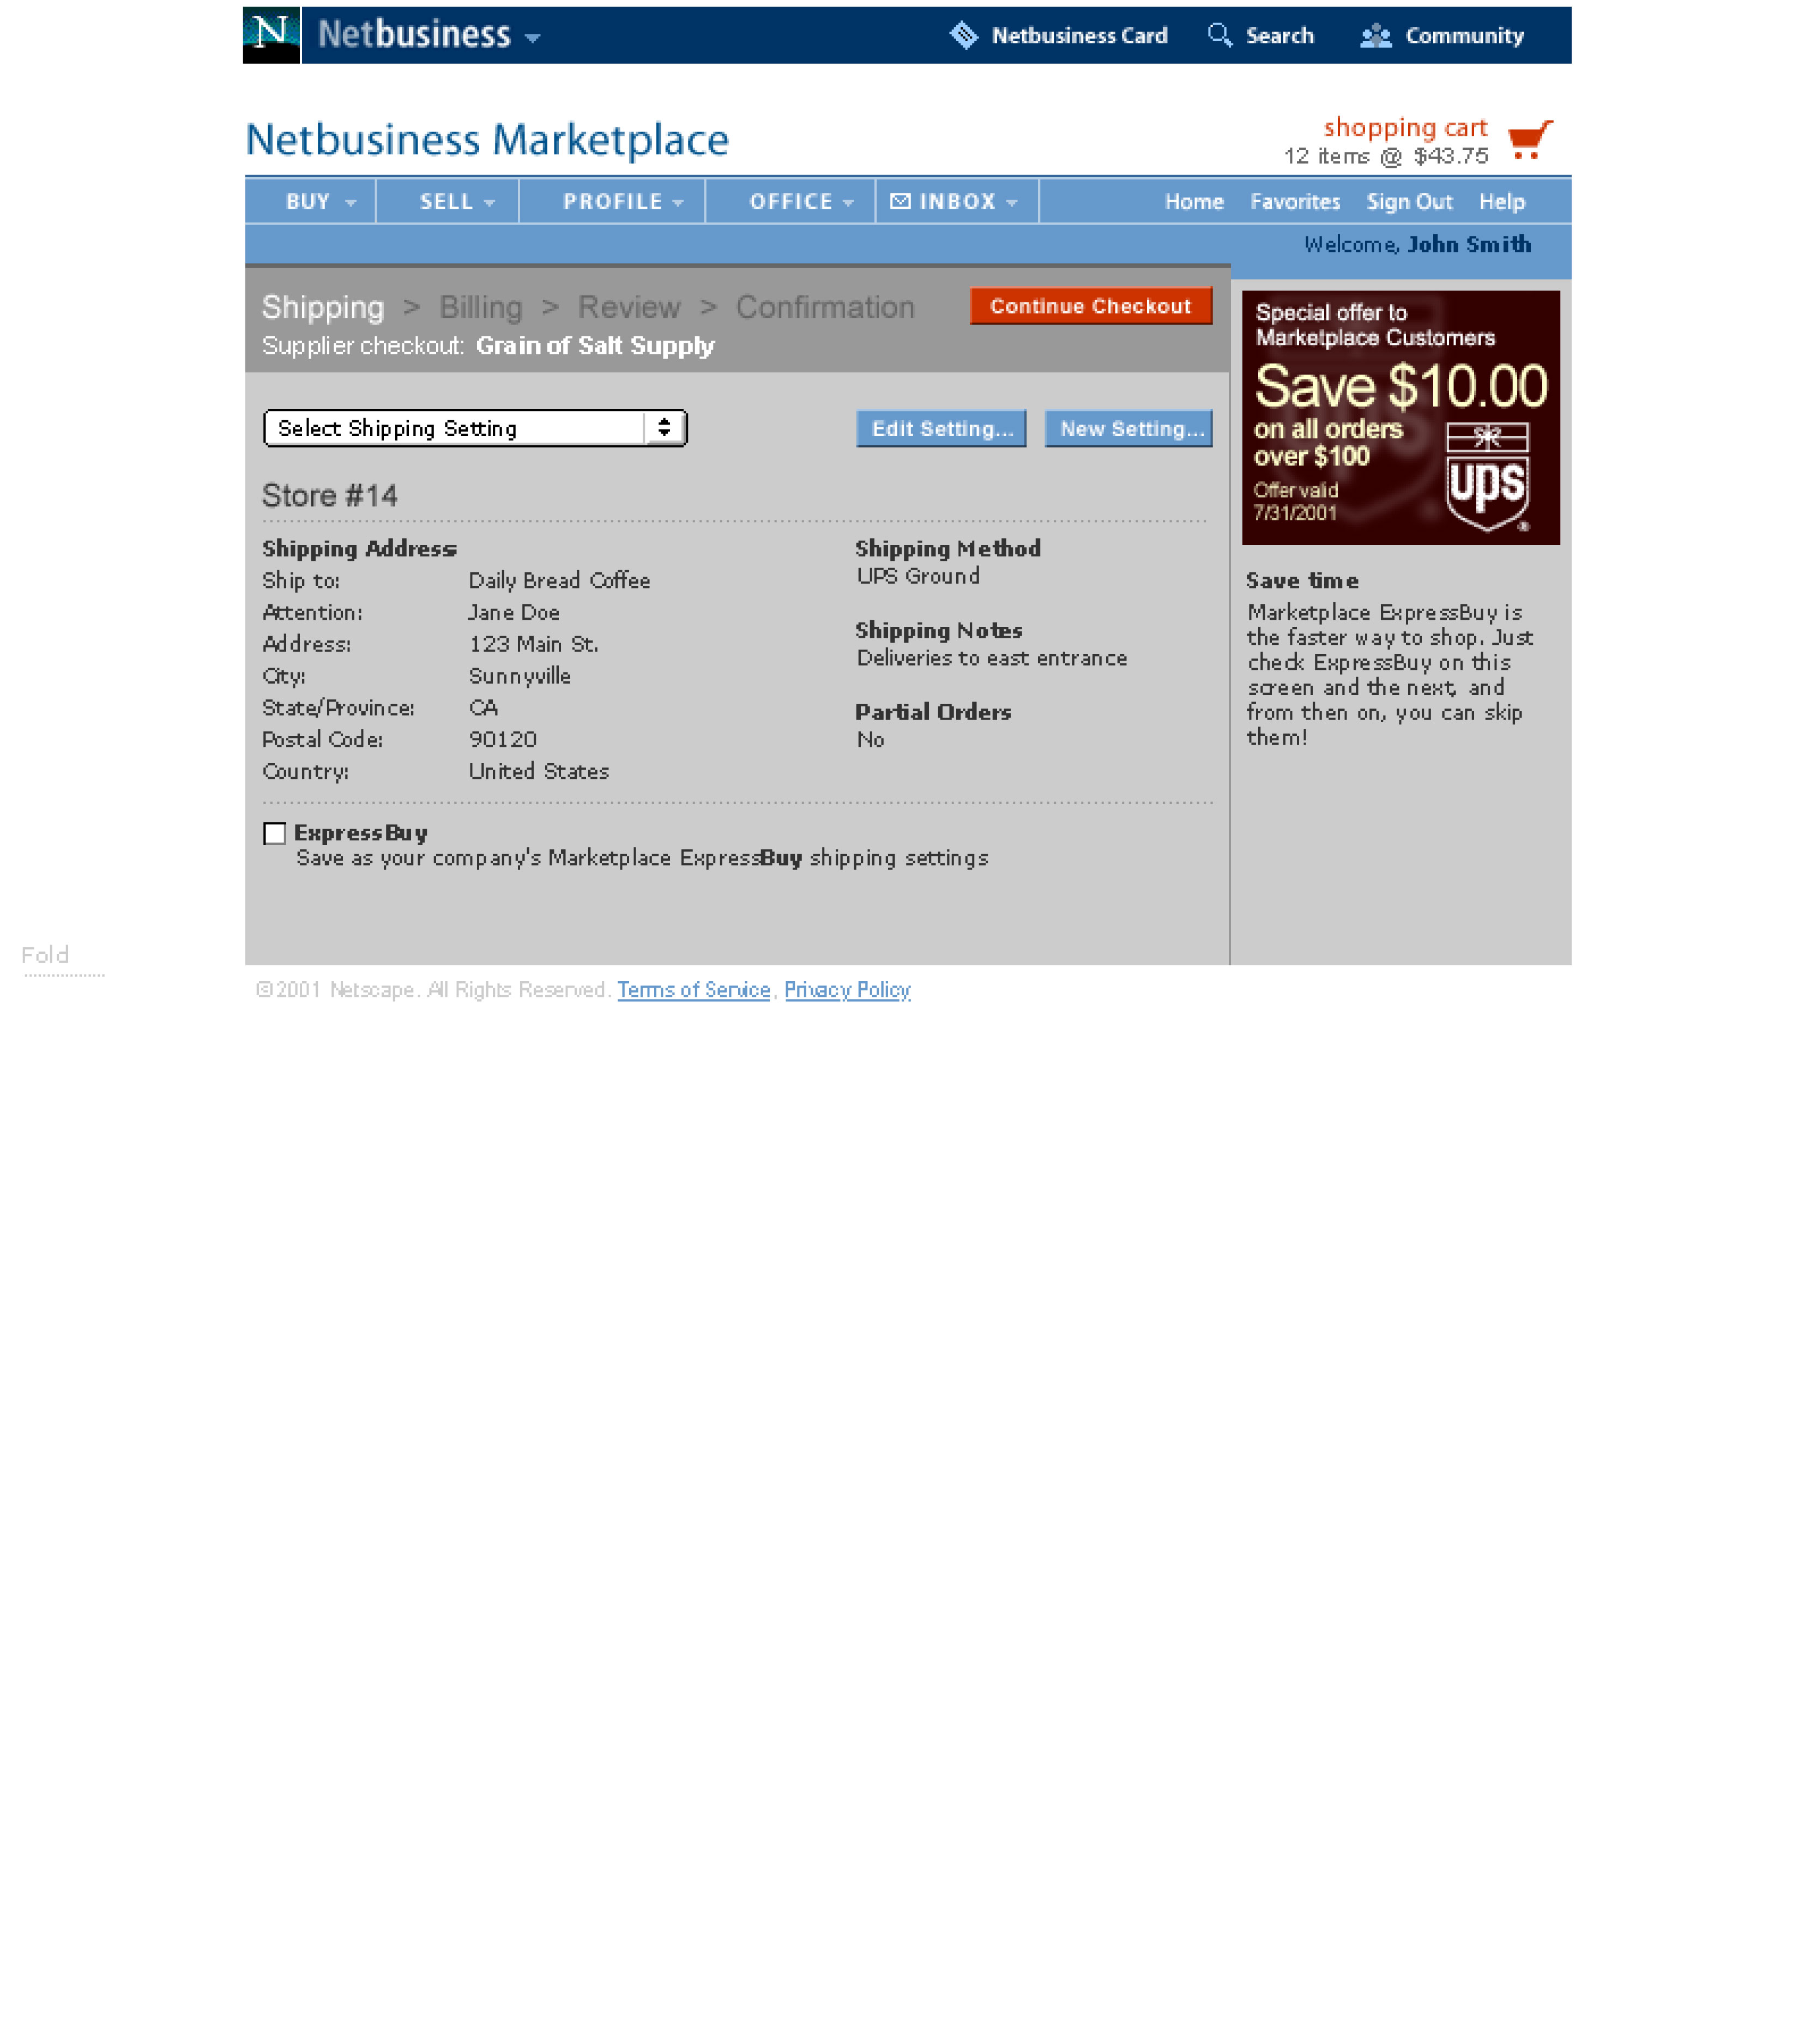 N Netbusiness Netbusiness Card Search Community
Netbusiness Marketplace
shopping cart
12 items @ $43.75
BUY SELL PROFILE OFFICE INBOX Home Favorites Sign Out Help
Welcome, John Smith
Shipping > Billing > Review > Confirmation Continue Checkout
Supplier checkout: Grain of Salt Supply
Select Shipping Setting Edit Setting... New Setting...
Store #14
Shipping Address
Ship to: Daily Bread Coffee
Attention: Jane Doe
Address: 123 Main St.
City: Sunnyville
State/Province: CA
Postal Code: 90120
Country: United States
Shipping Method
UPS Ground
Shipping Notes
Deliveries to east entrance
Partial Orders
No
ExpressBuy
Save as your company's Marketplace ExpressBuy shipping settings
Special offer to
Marketplace Customers
Save $10.00
on all orders
over $100
Offer valid
7/31/2001
ups ®
Save time
Marketplace ExpressBuy is
the faster way to shop. Just
check ExpressBuy on this
screen and the next, and
from then on, you can skip
them!
Fold
©2001 Netscape. All Rights Reserved. Terms of Service, Privacy Policy